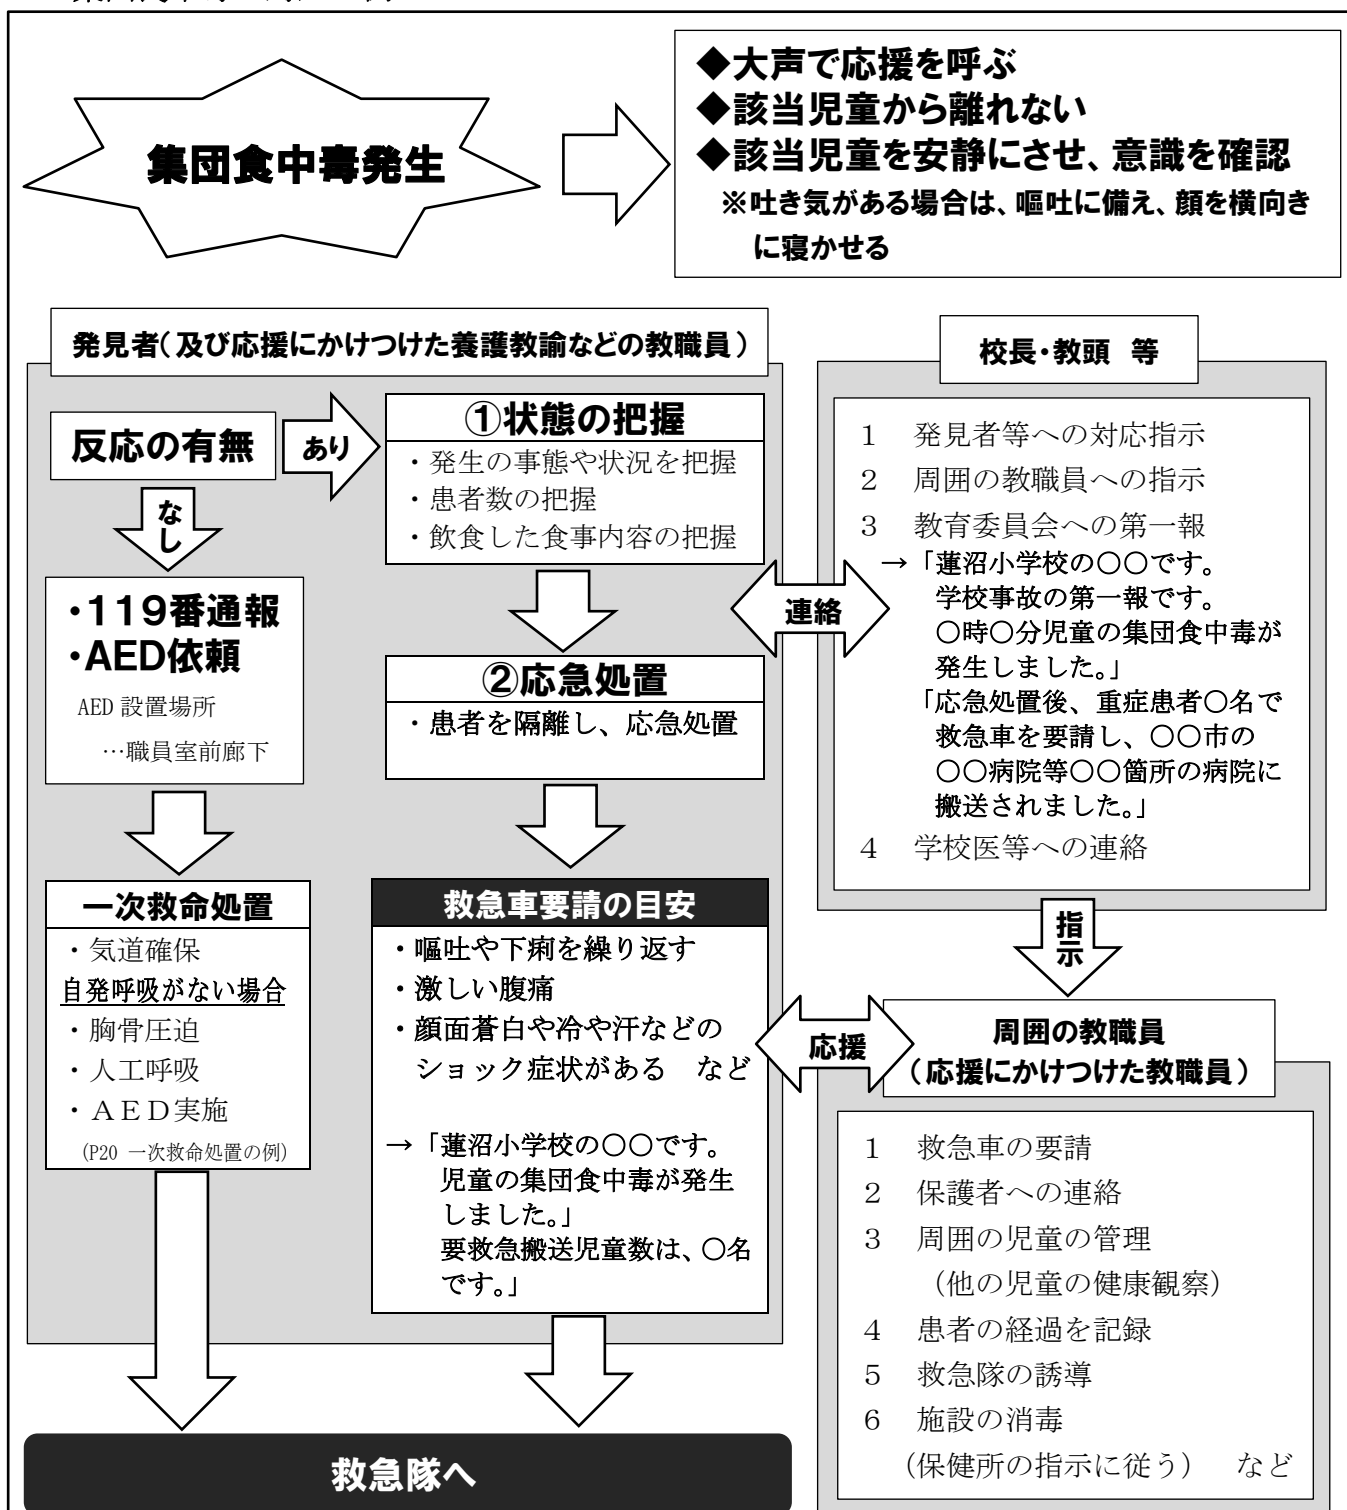 集団食中毒発生
◆大声で応援を呼ぶ
◆該当児童から離れない
◆該当児童を安静にさせ、意識を確認
※吐き気がある場合は、嘔吐に備え、顔を横向き
に寝かせる
発見者(及び応援にかけつけた養護教諭などの教職員)
反応の有無
あり
なし
・119番通報
・AED依頼
AED 設置場所
…職員室前廊下
一次救命処置
・気道確保
自発呼吸がない場合
・胸骨圧迫
・人工呼吸
・ＡＥＤ実施
(P20 一次救命処置の例)
①状態の把握
・発生の事態や状況を把握
・患者数の把握
・飲食した食事内容の把握
②応急処置
・患者を隔離し、応急処置
救急車要請の目安
・嘔吐や下痢を繰り返す
・激しい腹痛
・顔面蒼白や冷や汗などの
ショック症状がある　など
→「蓮沼小学校の〇〇です。
児童の集団食中毒が発生
しました。」
要救急搬送児童数は、〇名
です。」
救急隊へ
連絡
校長・教頭　等
１　発見者等への対応指示
２　周囲の教職員への指示
３　教育委員会への第一報
→「蓮沼小学校の〇〇です。
学校事故の第一報です。
〇時〇分児童の集団食中毒が
発生しました。」
「応急処置後、重症患者〇名で
救急車を要請し、〇〇市の
〇〇病院等〇〇箇所の病院に
搬送されました。」
４　学校医等への連絡
指示
応援
周囲の教職員
(応援にかけつけた教職員)
１　救急車の要請
２　保護者への連絡
３　周囲の児童の管理
（他の児童の健康観察）
４　患者の経過を記録
５　救急隊の誘導
６　施設の消毒
（保健所の指示に従う）　など